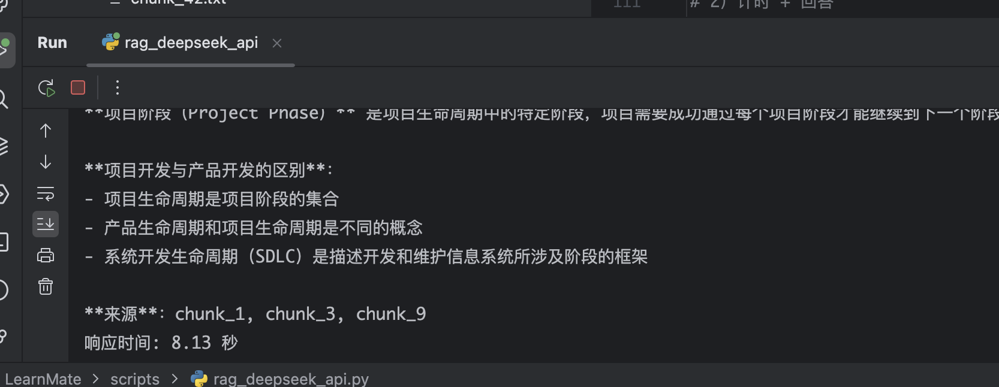 chunk_42.txt
111 # 2) 计时 + 回答
Run rag_deepseek_api
**项目阶段（Project Phase）** 是项目生命周期中的特定阶段，项目需要成功通过每个项目阶段才能继续到下一个阶段
**项目开发与产品开发的区别**：
- 项目生命周期是项目阶段的集合
- 产品生命周期和项目生命周期是不同的概念
- 系统开发生命周期（SDLC）是描述开发和维护信息系统所涉及阶段的框架
**来源**：chunk_1, chunk_3, chunk_9
响应时间: 8.13 秒
LearnMate > scripts > rag_deepseek_api.py